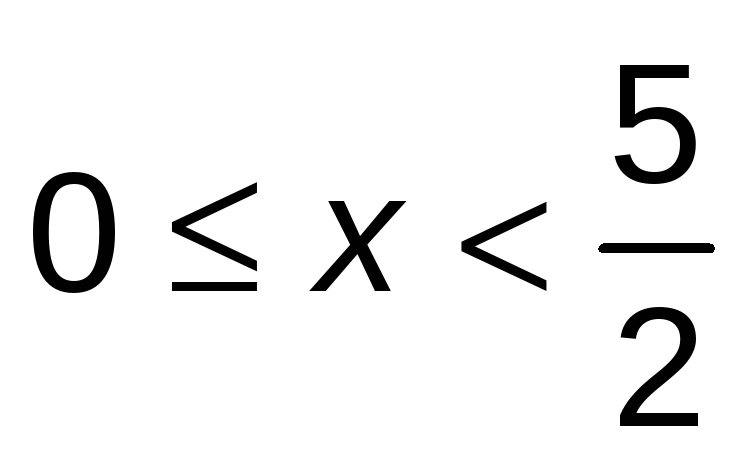 0 ≤ x < 5/2